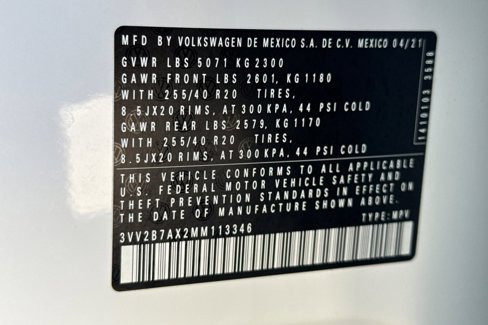 MFD BY VOLKSWAGEN DE MEXICO S.A. DE C.V. MEXICO 04/21
GVWR LBS 5071 KG 2300
GAWR FRONT LBS 2601, KG 1180
WITH 255/40 R20 TIRES,
8.5JX20 RIMS, AT 300 KPA, 44 PSI COLD
GAWR REAR LBS 2579, KG 1170
WITH 255/40 R20 TIRES,
8.5JX20 RIMS, AT 300KPA, 44 PSI COLD
THIS VEHICLE CONFORMS TO ALL APPLICABLE
U.S. FEDERAL MOTOR VEHICLE SAFETY AND
THEFT PREVENTION STANDARDS IN EFFECT ON
THE DATE OF MANUFACTURE SHOWN ABOVE.
3VV2B7AX2MM113346 TYPE: MPV
1410103 3588